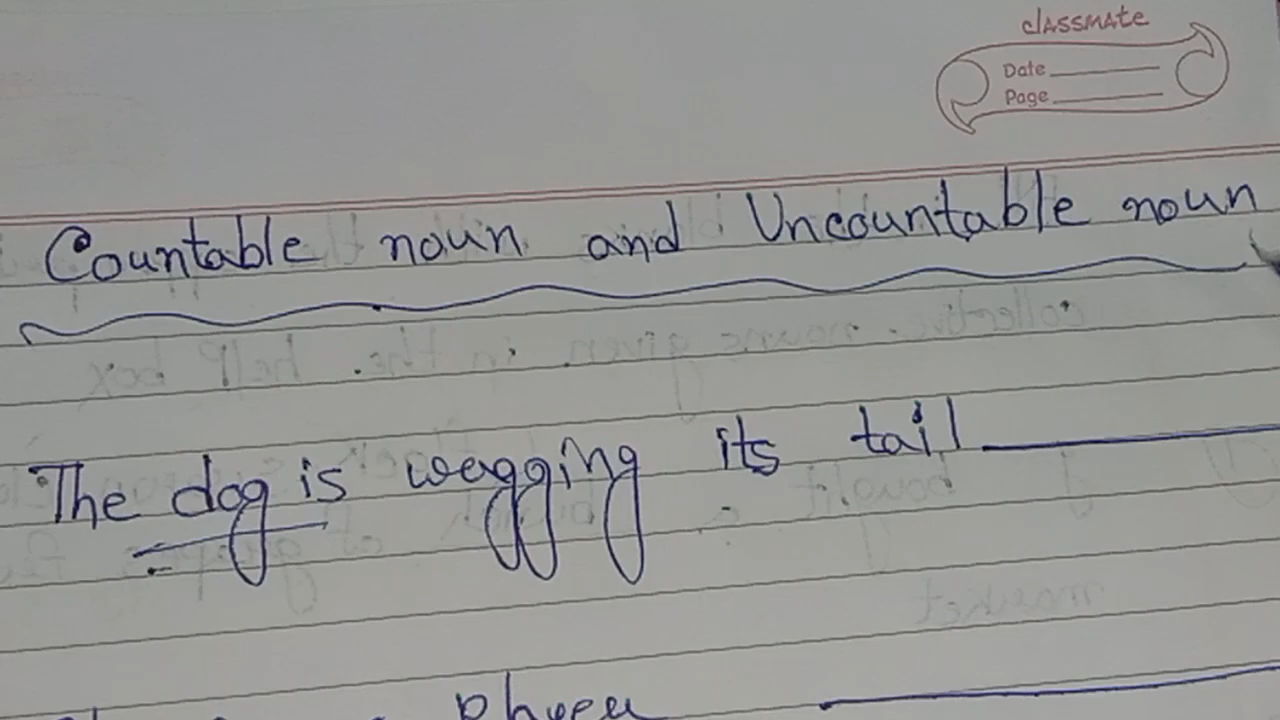 classmate
Date
Page
Countable noun and Uncountable noun
The dog is wagging its tail